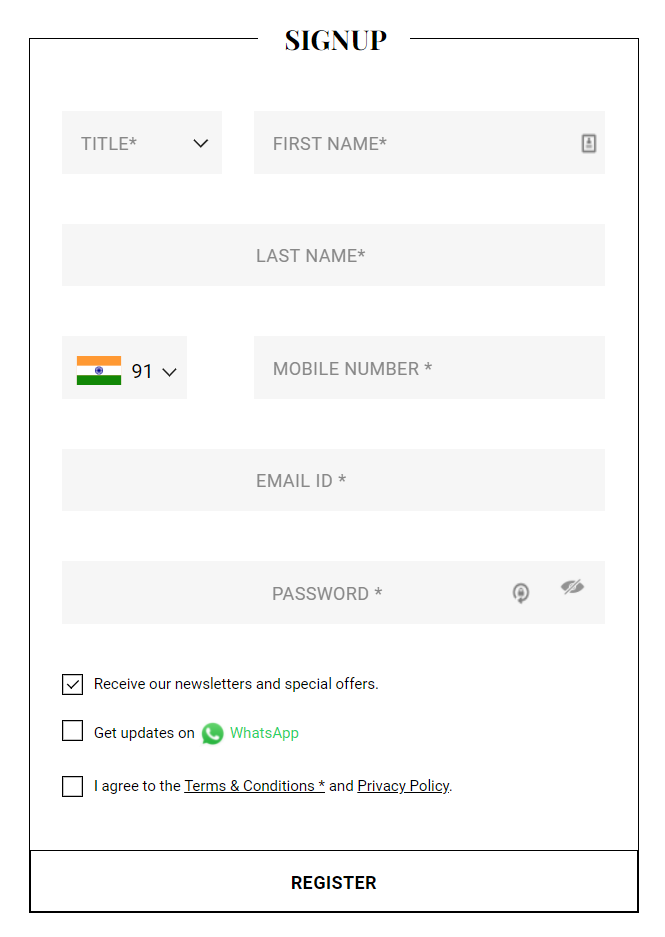 SIGNUP
TITLE* FIRST NAME*
LAST NAME*
91 MOBILE NUMBER *
EMAIL ID *
PASSWORD *
Receive our newsletters and special offers.
Get updates on WhatsApp
I agree to the Terms & Conditions * and Privacy Policy.
REGISTER